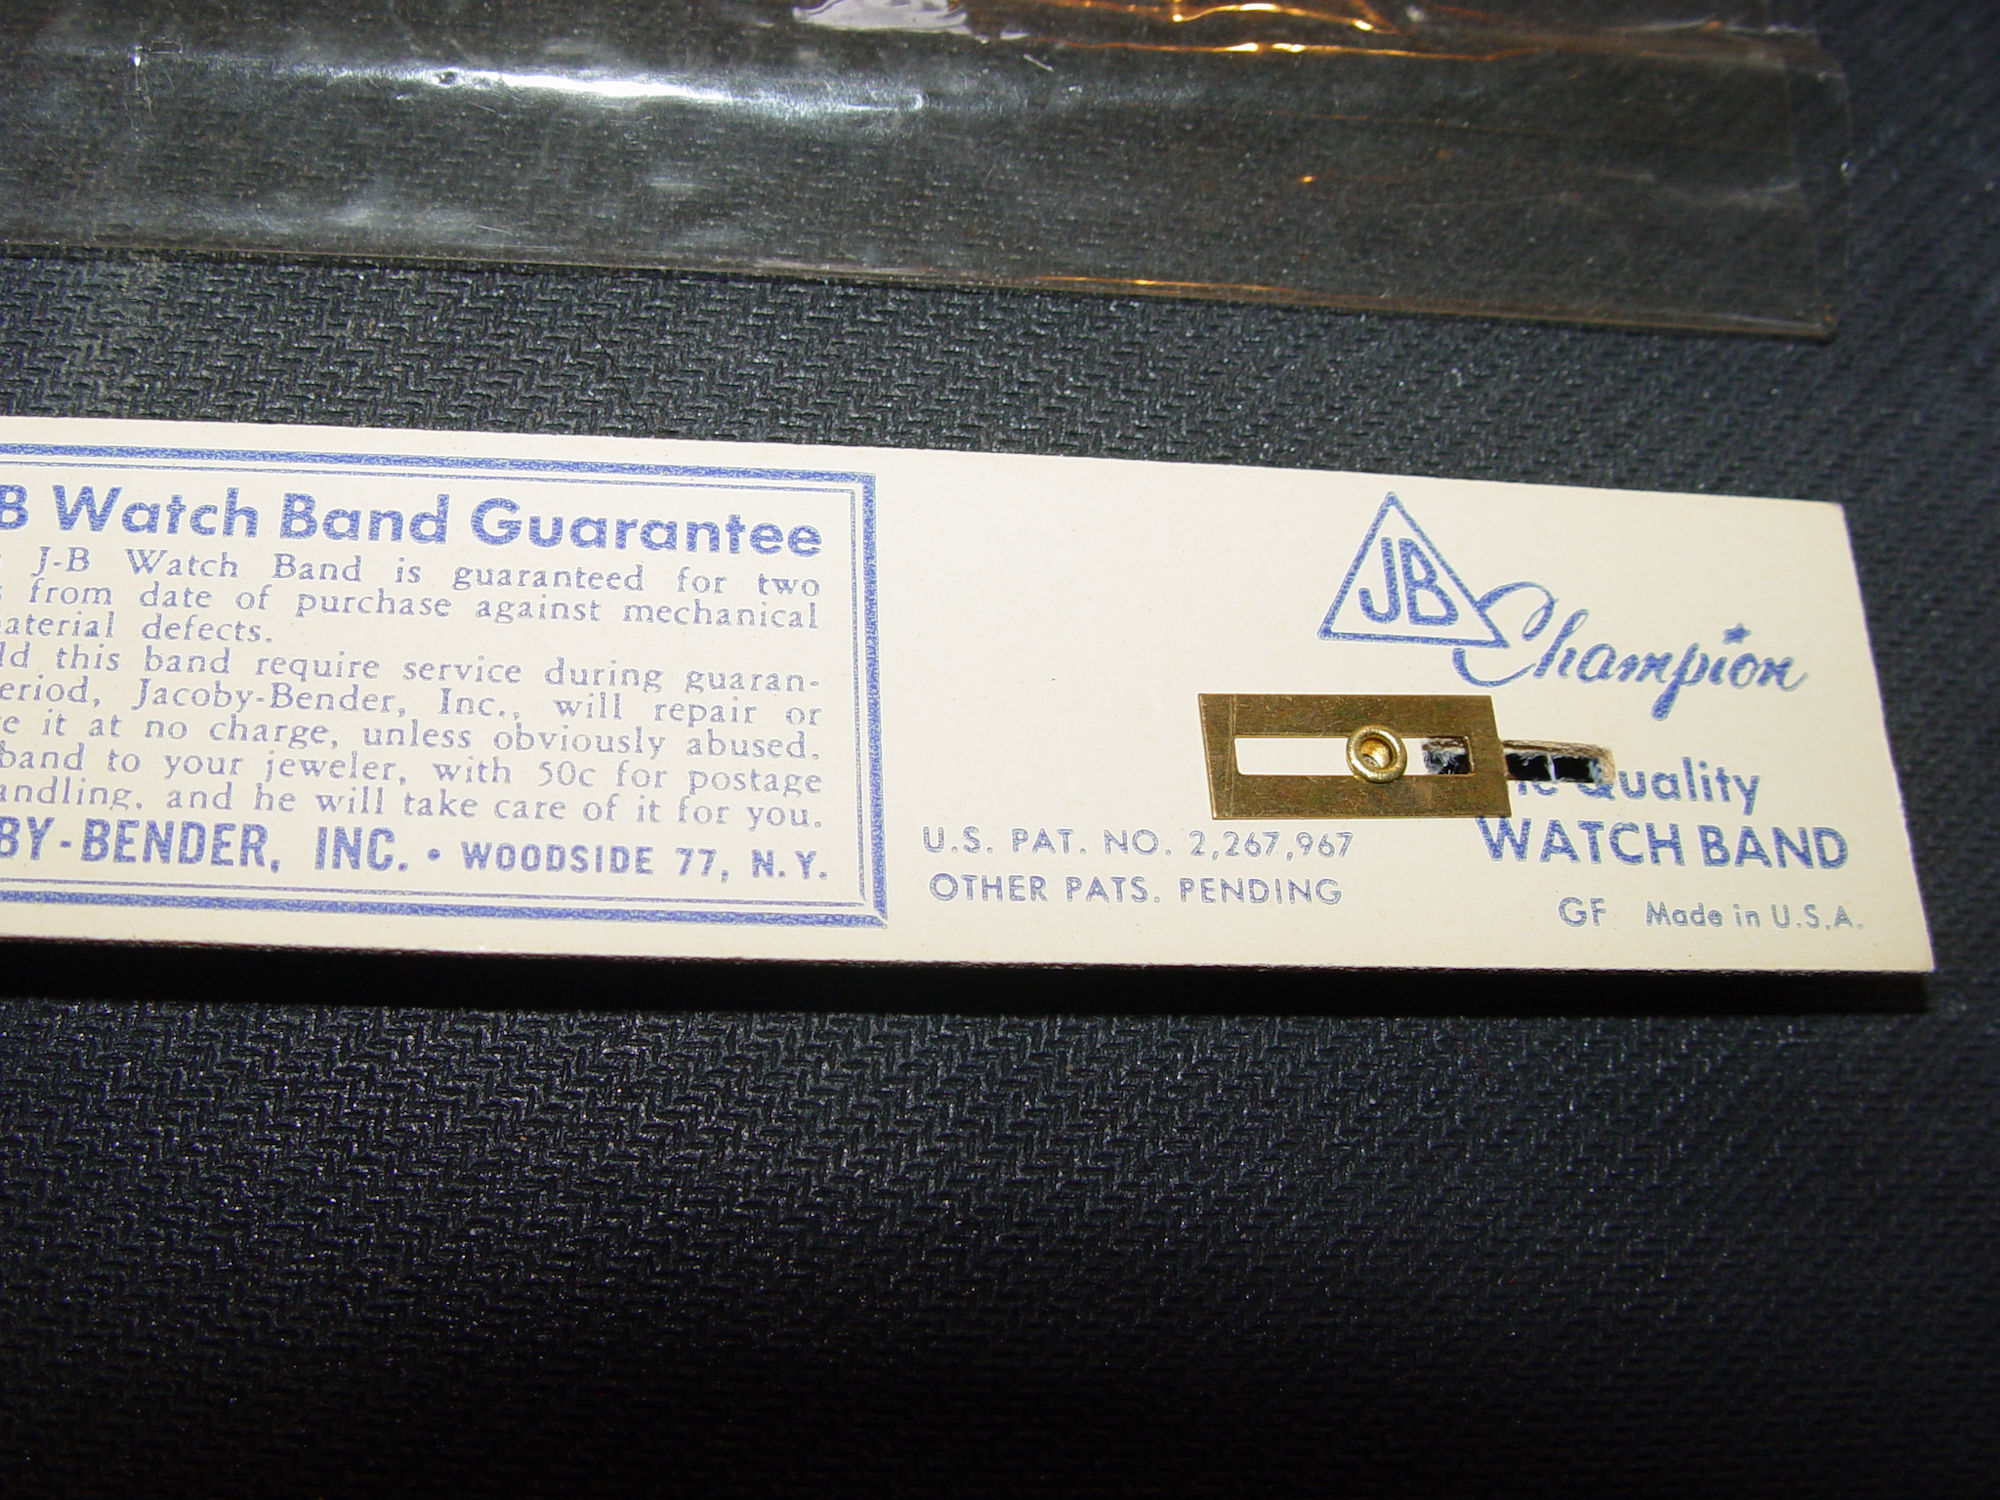 B Watch Band Guarantee
J-B Watch Band is guaranteed for two
from date of purchase against mechanical
aterial defects.
ld this band require service during guaran-
eriod, Jacoby-Bender, Inc., will repair or
e it at no charge, unless obviously abused.
band to your jeweler, with 50c for postage
andling, and he will take care of it for you.
BY-BENDER, INC. • WOODSIDE 77, N.Y.
U.S. PAT. NO. 2,267,967
OTHER PATS. PENDING
JB
Champion
Quality
WATCH BAND
GF Made in U.S.A.